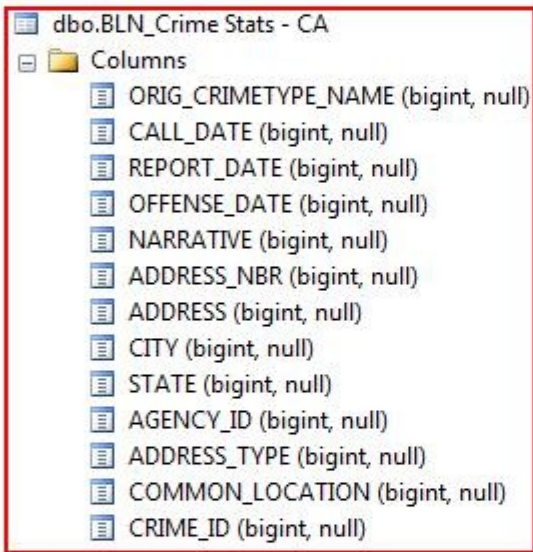 dbo.BLN_Crime Stats - CA
Columns
ORIG_CRIMETYPE_NAME (bigint, null)
CALL_DATE (bigint, null)
REPORT_DATE (bigint, null)
OFFENSE_DATE (bigint, null)
NARRATIVE (bigint, null)
ADDRESS_NBR (bigint, null)
ADDRESS (bigint, null)
CITY (bigint, null)
STATE (bigint, null)
AGENCY_ID (bigint, null)
ADDRESS_TYPE (bigint, null)
COMMON_LOCATION (bigint, null)
CRIME_ID (bigint, null)